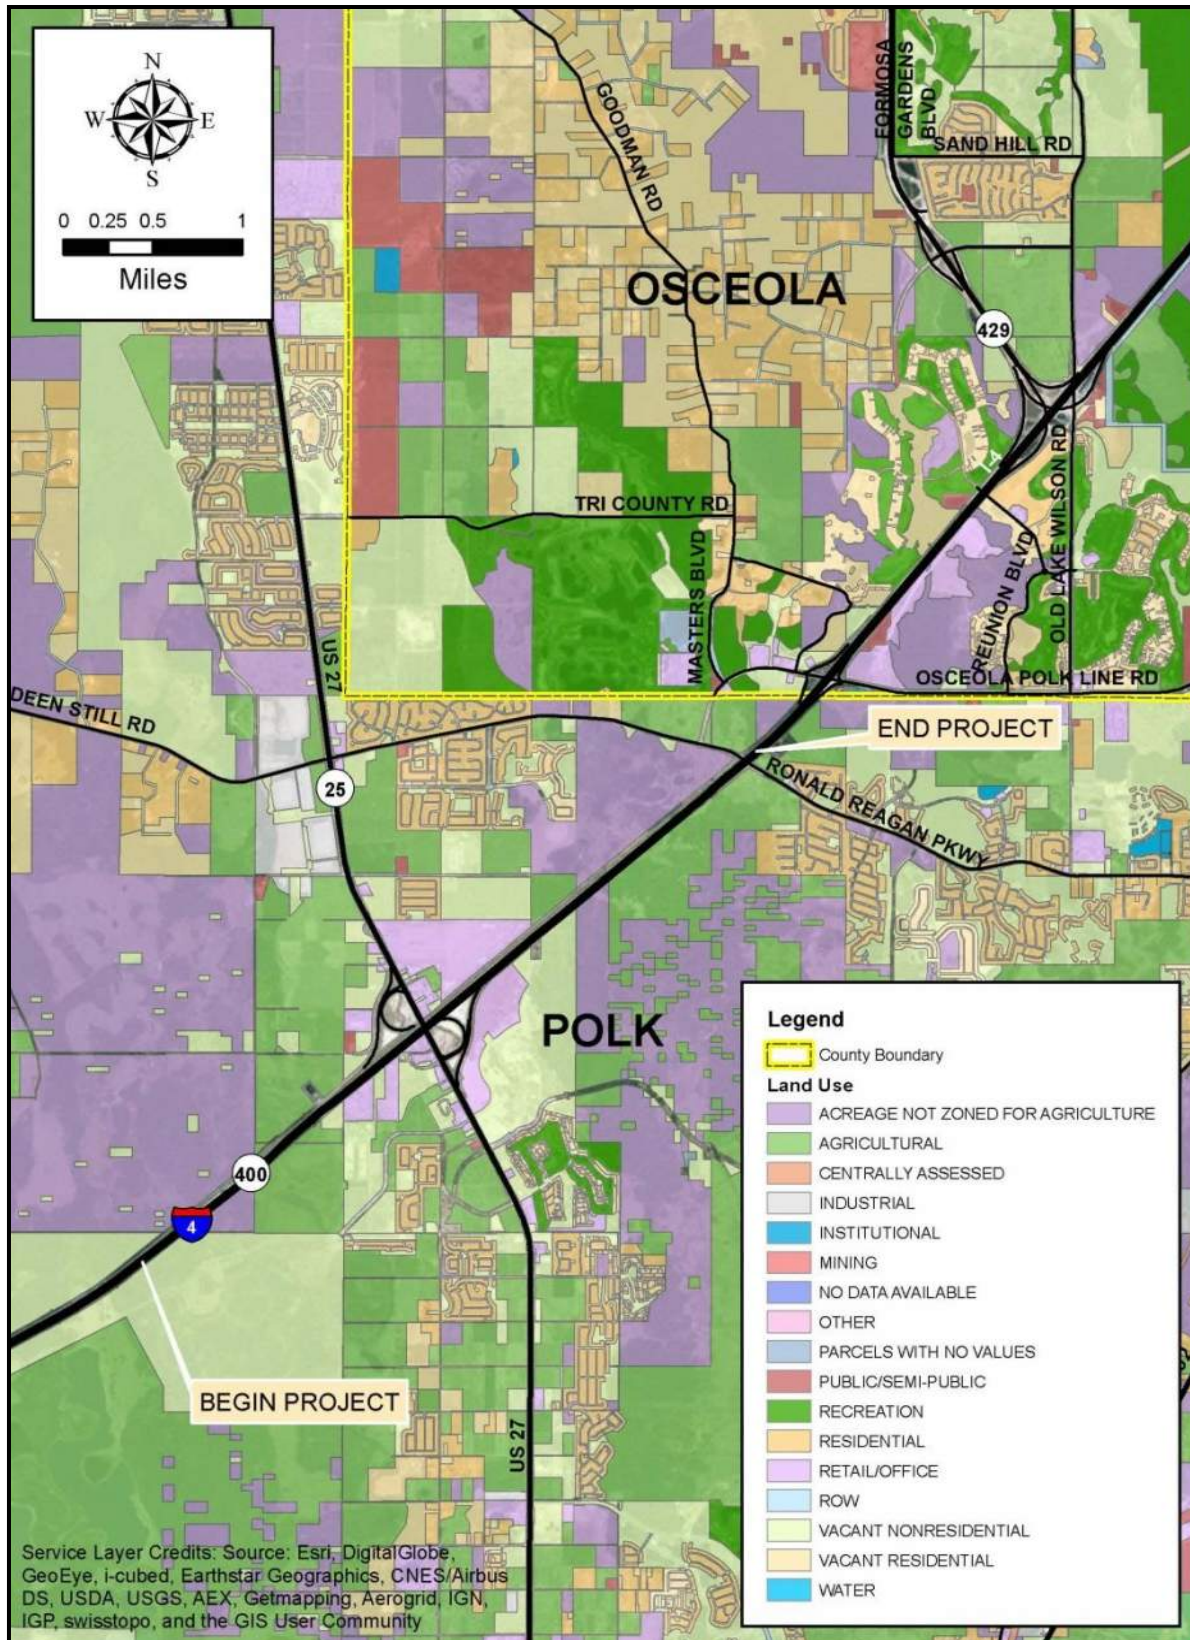 N
W
E
S
0 0.25 0.5 1
Miles
FORMOSA
GARDENS
BLVD
SAND HILL RD
GOODMAN RD
OSCEOLA
429
I-4
TRI COUNTY RD
MASTERS BLVD
REUNION BLVD
OLD LAKE WILSON RD
OSCEOLA POLK LINE RD
US 27
DEEN STILL RD
END PROJECT
25
RONALD REAGAN PKWY
POLK
400
4
BEGIN PROJECT
US 27
Legend
County Boundary
Land Use
ACREAGE NOT ZONED FOR AGRICULTURE
AGRICULTURAL
CENTRALLY ASSESSED
INDUSTRIAL
INSTITUTIONAL
MINING
NO DATA AVAILABLE
OTHER
PARCELS WITH NO VALUES
PUBLIC/SEMI-PUBLIC
RECREATION
RESIDENTIAL
RETAIL/OFFICE
ROW
VACANT NONRESIDENTIAL
VACANT RESIDENTIAL
WATER
Service Layer Credits: Source: Esri, DigitalGlobe,
GeoEye, i-cubed, Earthstar Geographics, CNES/Airbus
DS, USDA, USGS, AEX, Getmapping, Aerogrid, IGN,
IGP, swisstopo, and the GIS User Community